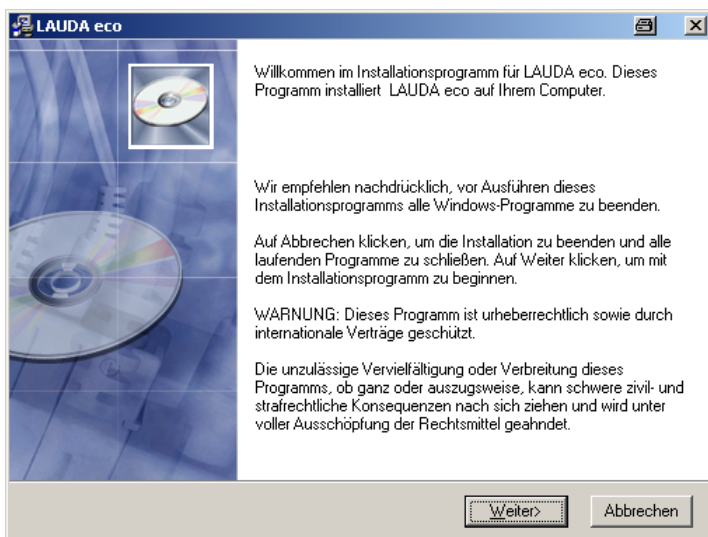 LAUDA eco
Willkommen im Installationsprogramm für LAUDA eco. Dieses
Programm installiert LAUDA eco auf Ihrem Computer.
Wir empfehlen nachdrücklich, vor Ausführen dieses
Installationsprogramms alle Windows-Programme zu beenden.
Auf Abbrechen klicken, um die Installation zu beenden und alle
laufenden Programme zu schließen. Auf Weiter klicken, um mit
dem Installationsprogramm zu beginnen.
WARNUNG: Dieses Programm ist urheberrechtlich sowie durch
internationale Verträge geschützt.
Die unzulässige Vervielfältigung oder Verbreitung dieses
Programms, ob ganz oder auszugsweise, kann schwere zivil- und
strafrechtliche Konsequenzen nach sich ziehen und wird unter
voller Ausschöpfung der Rechtsmittel geahndet.
Weiter>
Abbrechen